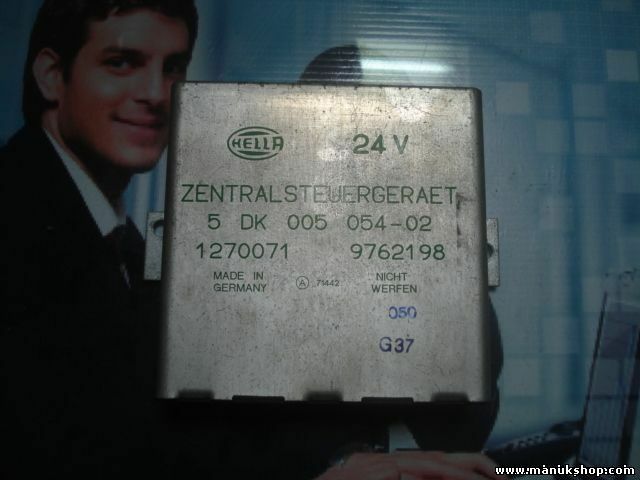 HELLA 24 V
ZENTRALSTEUERGERAET
5 DK 005 054-02
1270071 9762198
MADE IN GERMANY
A 71442
NICHT WERFEN
050
G37
www.manukshop.com